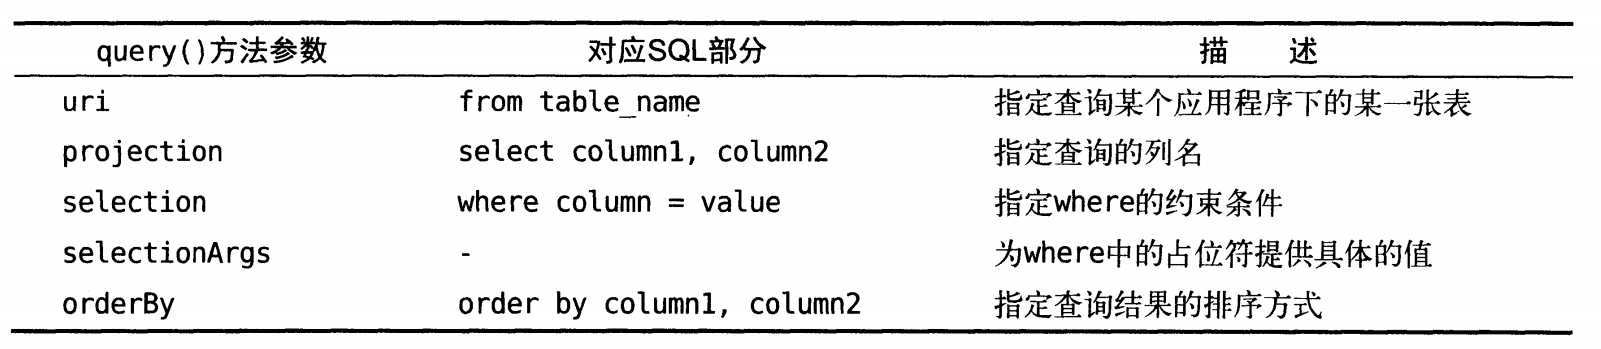 query()方法参数 对应SQL部分 描 述
uri from table_name 指定查询某个应用程序下的某一张表
projection select column1, column2 指定查询的列名
selection where column = value 指定where的约束条件
selectionArgs - 为where中的占位符提供具体的值
orderBy order by column1, column2 指定查询结果的排序方式